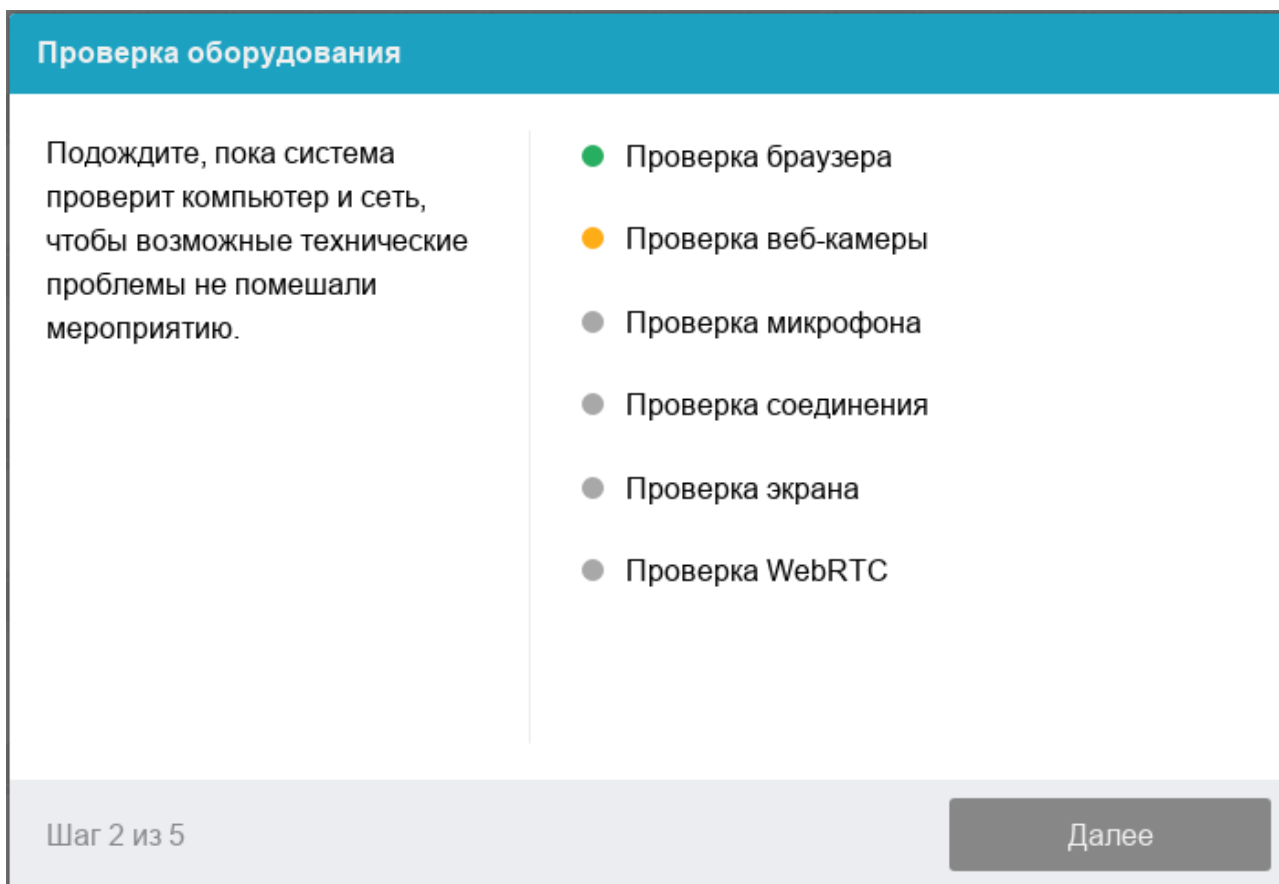 Проверка оборудования
Подождите, пока система
проверит компьютер и сеть,
чтобы возможные технические
проблемы не помешали
мероприятию.
Проверка браузера
Проверка веб-камеры
Проверка микрофона
Проверка соединения
Проверка экрана
Проверка WebRTC
Шаг 2 из 5
Далее